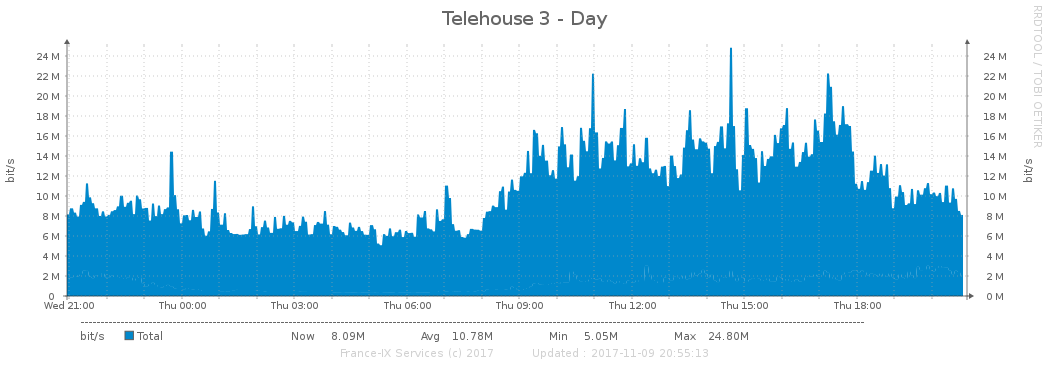 Telehouse 3 - Day
RRDTOOL / TOBI OETIKER
bit/s
24 M 24 M
22 M 22 M
20 M 20 M
18 M 18 M
16 M 16 M
14 M 14 M
12 M 12 M
10 M 10 M
8 M 8 M
6 M 6 M
4 M 4 M
2 M 2 M
0 0 M
bit/s
Wed 21:00 Thu 00:00 Thu 03:00 Thu 06:00 Thu 09:00 Thu 12:00 Thu 15:00 Thu 18:00
bit/s Total Now 8.09M Avg 10.78M Min 5.05M Max 24.80M
France-IX Services (c) 2017 Updated : 2017-11-09 20:55:13